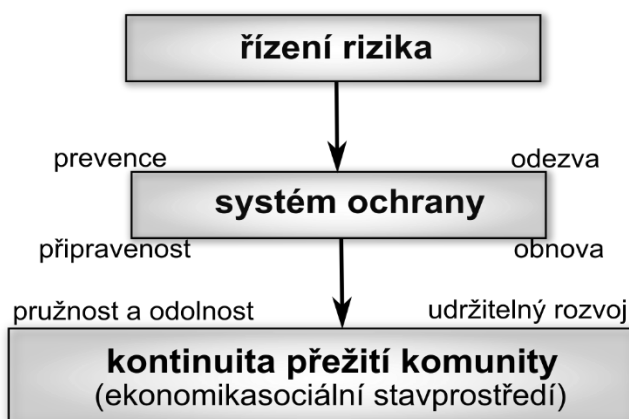 řízení rizika
prevence
odezva
systém ochrany
připravenost
obnova
pružnost a odolnost
udržitelný rozvoj
kontinuita přežití komunity
(ekonomikasociální stavprostředí)